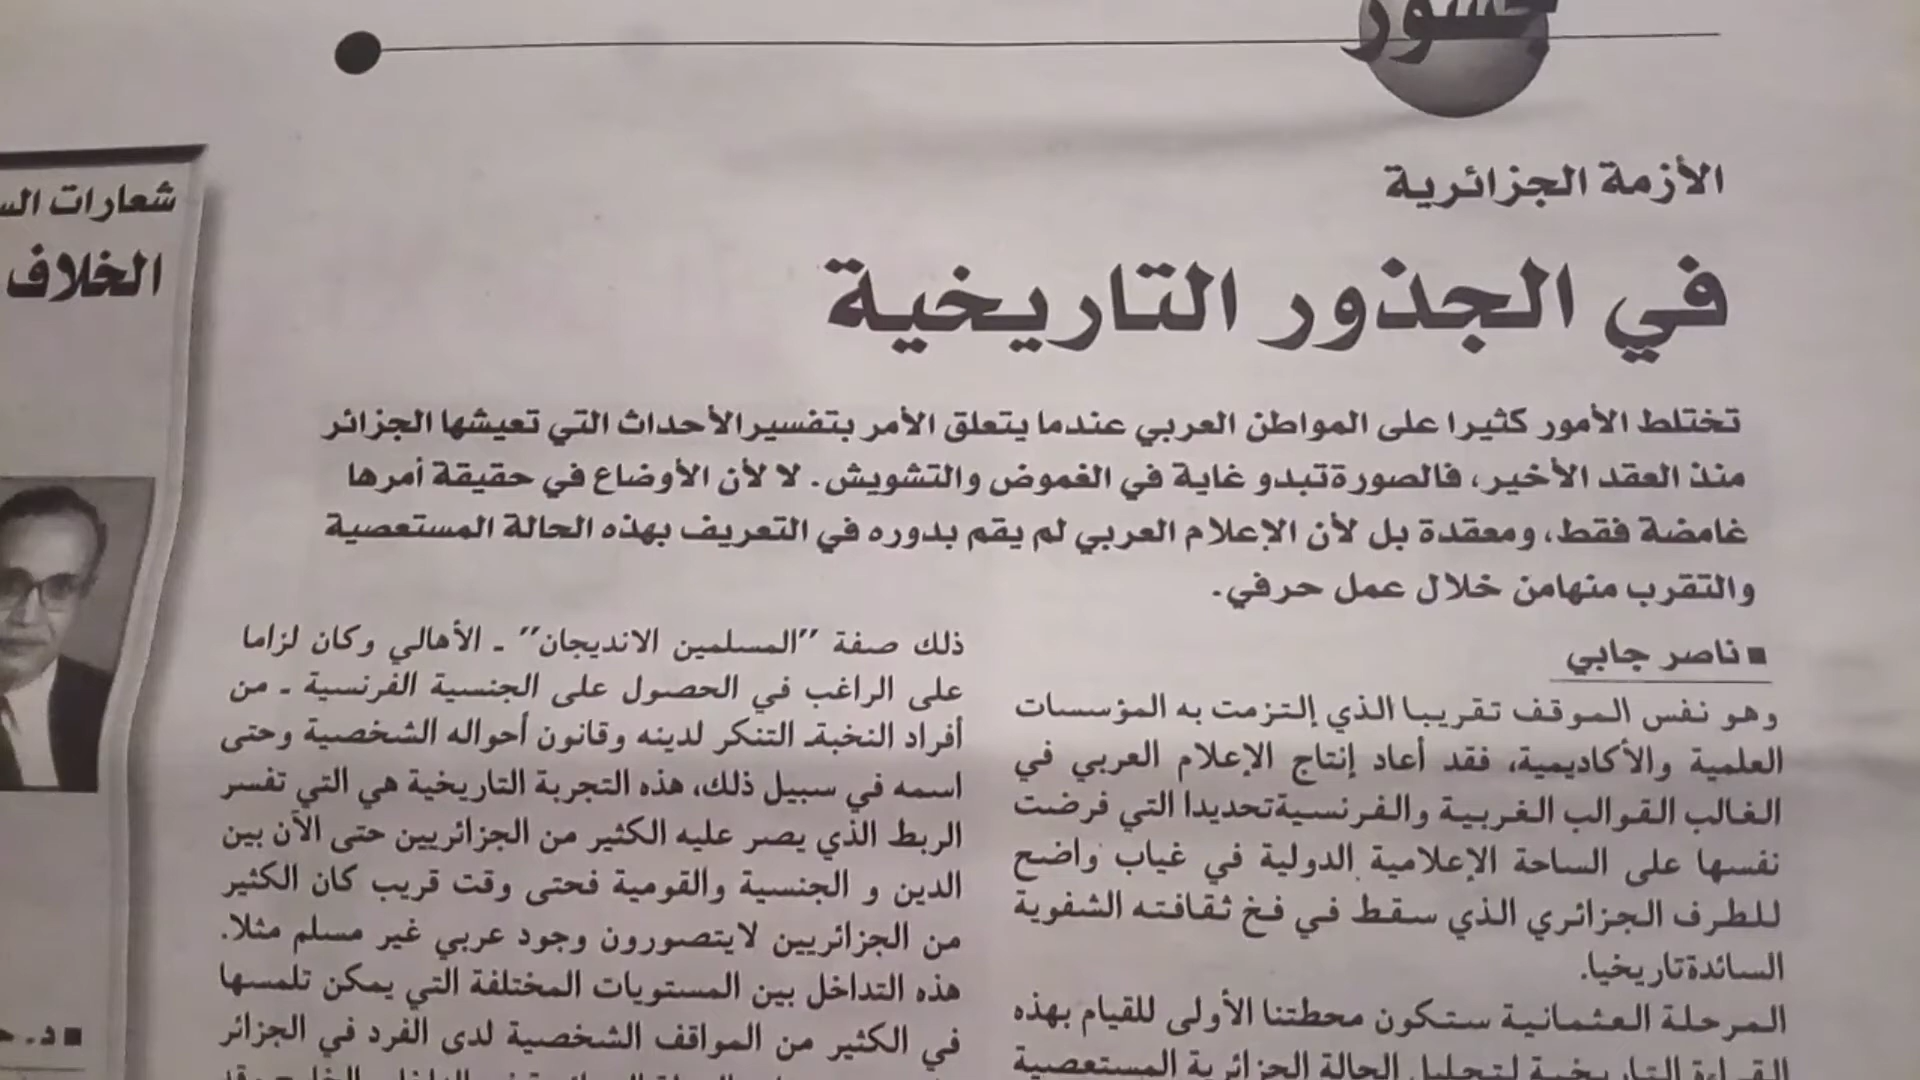 جسور
الأزمة الجزائرية
في الجذور التاريخية
تختلط الأمور كثيرا على المواطن العربي عندما يتعلق الأمر بتفسيرالأحداث التي تعيشها الجزائر
منذ العقد الأخير، فالصورةتبدو غاية في الغموض والتشويش. لا لأن الأوضاع في حقيقة أمرها
غامضة فقط، ومعقدة بل لأن الإعلام العربي لم يقم بدوره في التعريف بهذه الحالة المستعصية
والتقرب منهامن خلال عمل حرفي.
■ ناصر جابي
وهو نفس الموقف تقريبا الذي إلتزمت به المؤسسات
العلمية والأكاديمية، فقد أعاد إنتاج الإعلام العربي في
الغالب القوالب الغربية والفرنسيةتحديدا التي فرضت
نفسها على الساحة الإعلامية الدولية في غياب واضح
للطرف الجزائري الذي سقط في فخ ثقافته الشفوية
السائدةتاريخيا.
المرحلة العثمانية ستكون محطتنا الأولى للقيام بهذه
القراءة التاريخية لتحليل الحالة الجزائرية المستعصية
ذلك صفة "المسلمين الانديجان" ـ الأهالي وكان لزاما
على الراغب في الحصول على الجنسية الفرنسية ـ من
أفراد النخبةـ التنكر لدينه وقانون أحواله الشخصية وحتى
اسمه في سبيل ذلك، هذه التجربة التاريخية هي التي تفسر
الربط الذي يصر عليه الكثير من الجزائريين حتى الآن بين
الدين و الجنسية والقومية فحتى وقت قريب كان الكثير
من الجزائريين لايتصورون وجود عربي غير مسلم مثلا.
هذه التداخل بين المستويات المختلفة التي يمكن تلمسها
في الكثير من المواقف الشخصية لدى الفرد في الجزائر
شعارات
الخلاف
■ د.